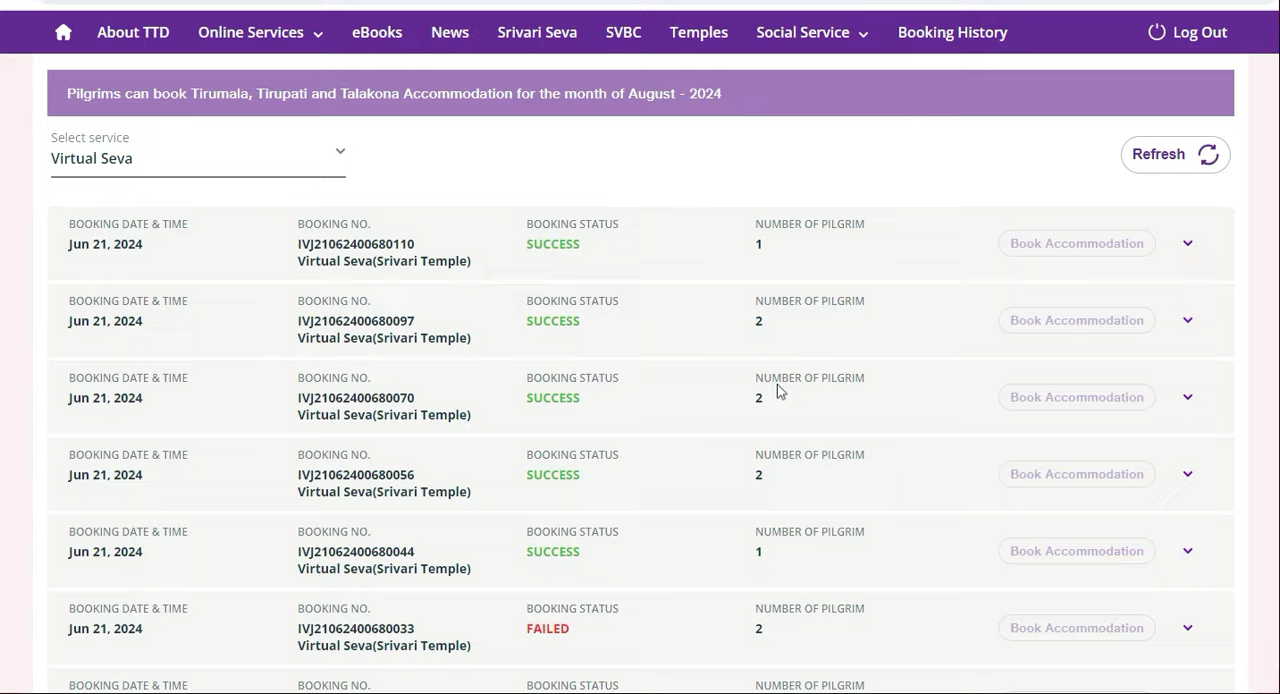 About TTD Online Services eBooks News Srivari Seva SVBC Temples Social Service Booking History Log Out
Pilgrims can book Tirumala, Tirupati and Talakona Accommodation for the month of August - 2024
Select service
Virtual Seva
Refresh
BOOKING DATE & TIME BOOKING NO. BOOKING STATUS NUMBER OF PILGRIM
Jun 21, 2024 IVJ21062400680110 SUCCESS 1 Book Accommodation
Virtual Seva(Srivari Temple)
BOOKING DATE & TIME BOOKING NO. BOOKING STATUS NUMBER OF PILGRIM
Jun 21, 2024 IVJ21062400680097 SUCCESS 2 Book Accommodation
Virtual Seva(Srivari Temple)
BOOKING DATE & TIME BOOKING NO. BOOKING STATUS NUMBER OF PILGRIM
Jun 21, 2024 IVJ21062400680070 SUCCESS 2 Book Accommodation
Virtual Seva(Srivari Temple)
BOOKING DATE & TIME BOOKING NO. BOOKING STATUS NUMBER OF PILGRIM
Jun 21, 2024 IVJ21062400680056 SUCCESS 2 Book Accommodation
Virtual Seva(Srivari Temple)
BOOKING DATE & TIME BOOKING NO. BOOKING STATUS NUMBER OF PILGRIM
Jun 21, 2024 IVJ21062400680044 SUCCESS 1 Book Accommodation
Virtual Seva(Srivari Temple)
BOOKING DATE & TIME BOOKING NO. BOOKING STATUS NUMBER OF PILGRIM
Jun 21, 2024 IVJ21062400680033 FAILED 2 Book Accommodation
Virtual Seva(Srivari Temple)
BOOKING DATE & TIME BOOKING NO. BOOKING STATUS NUMBER OF PILGRIM